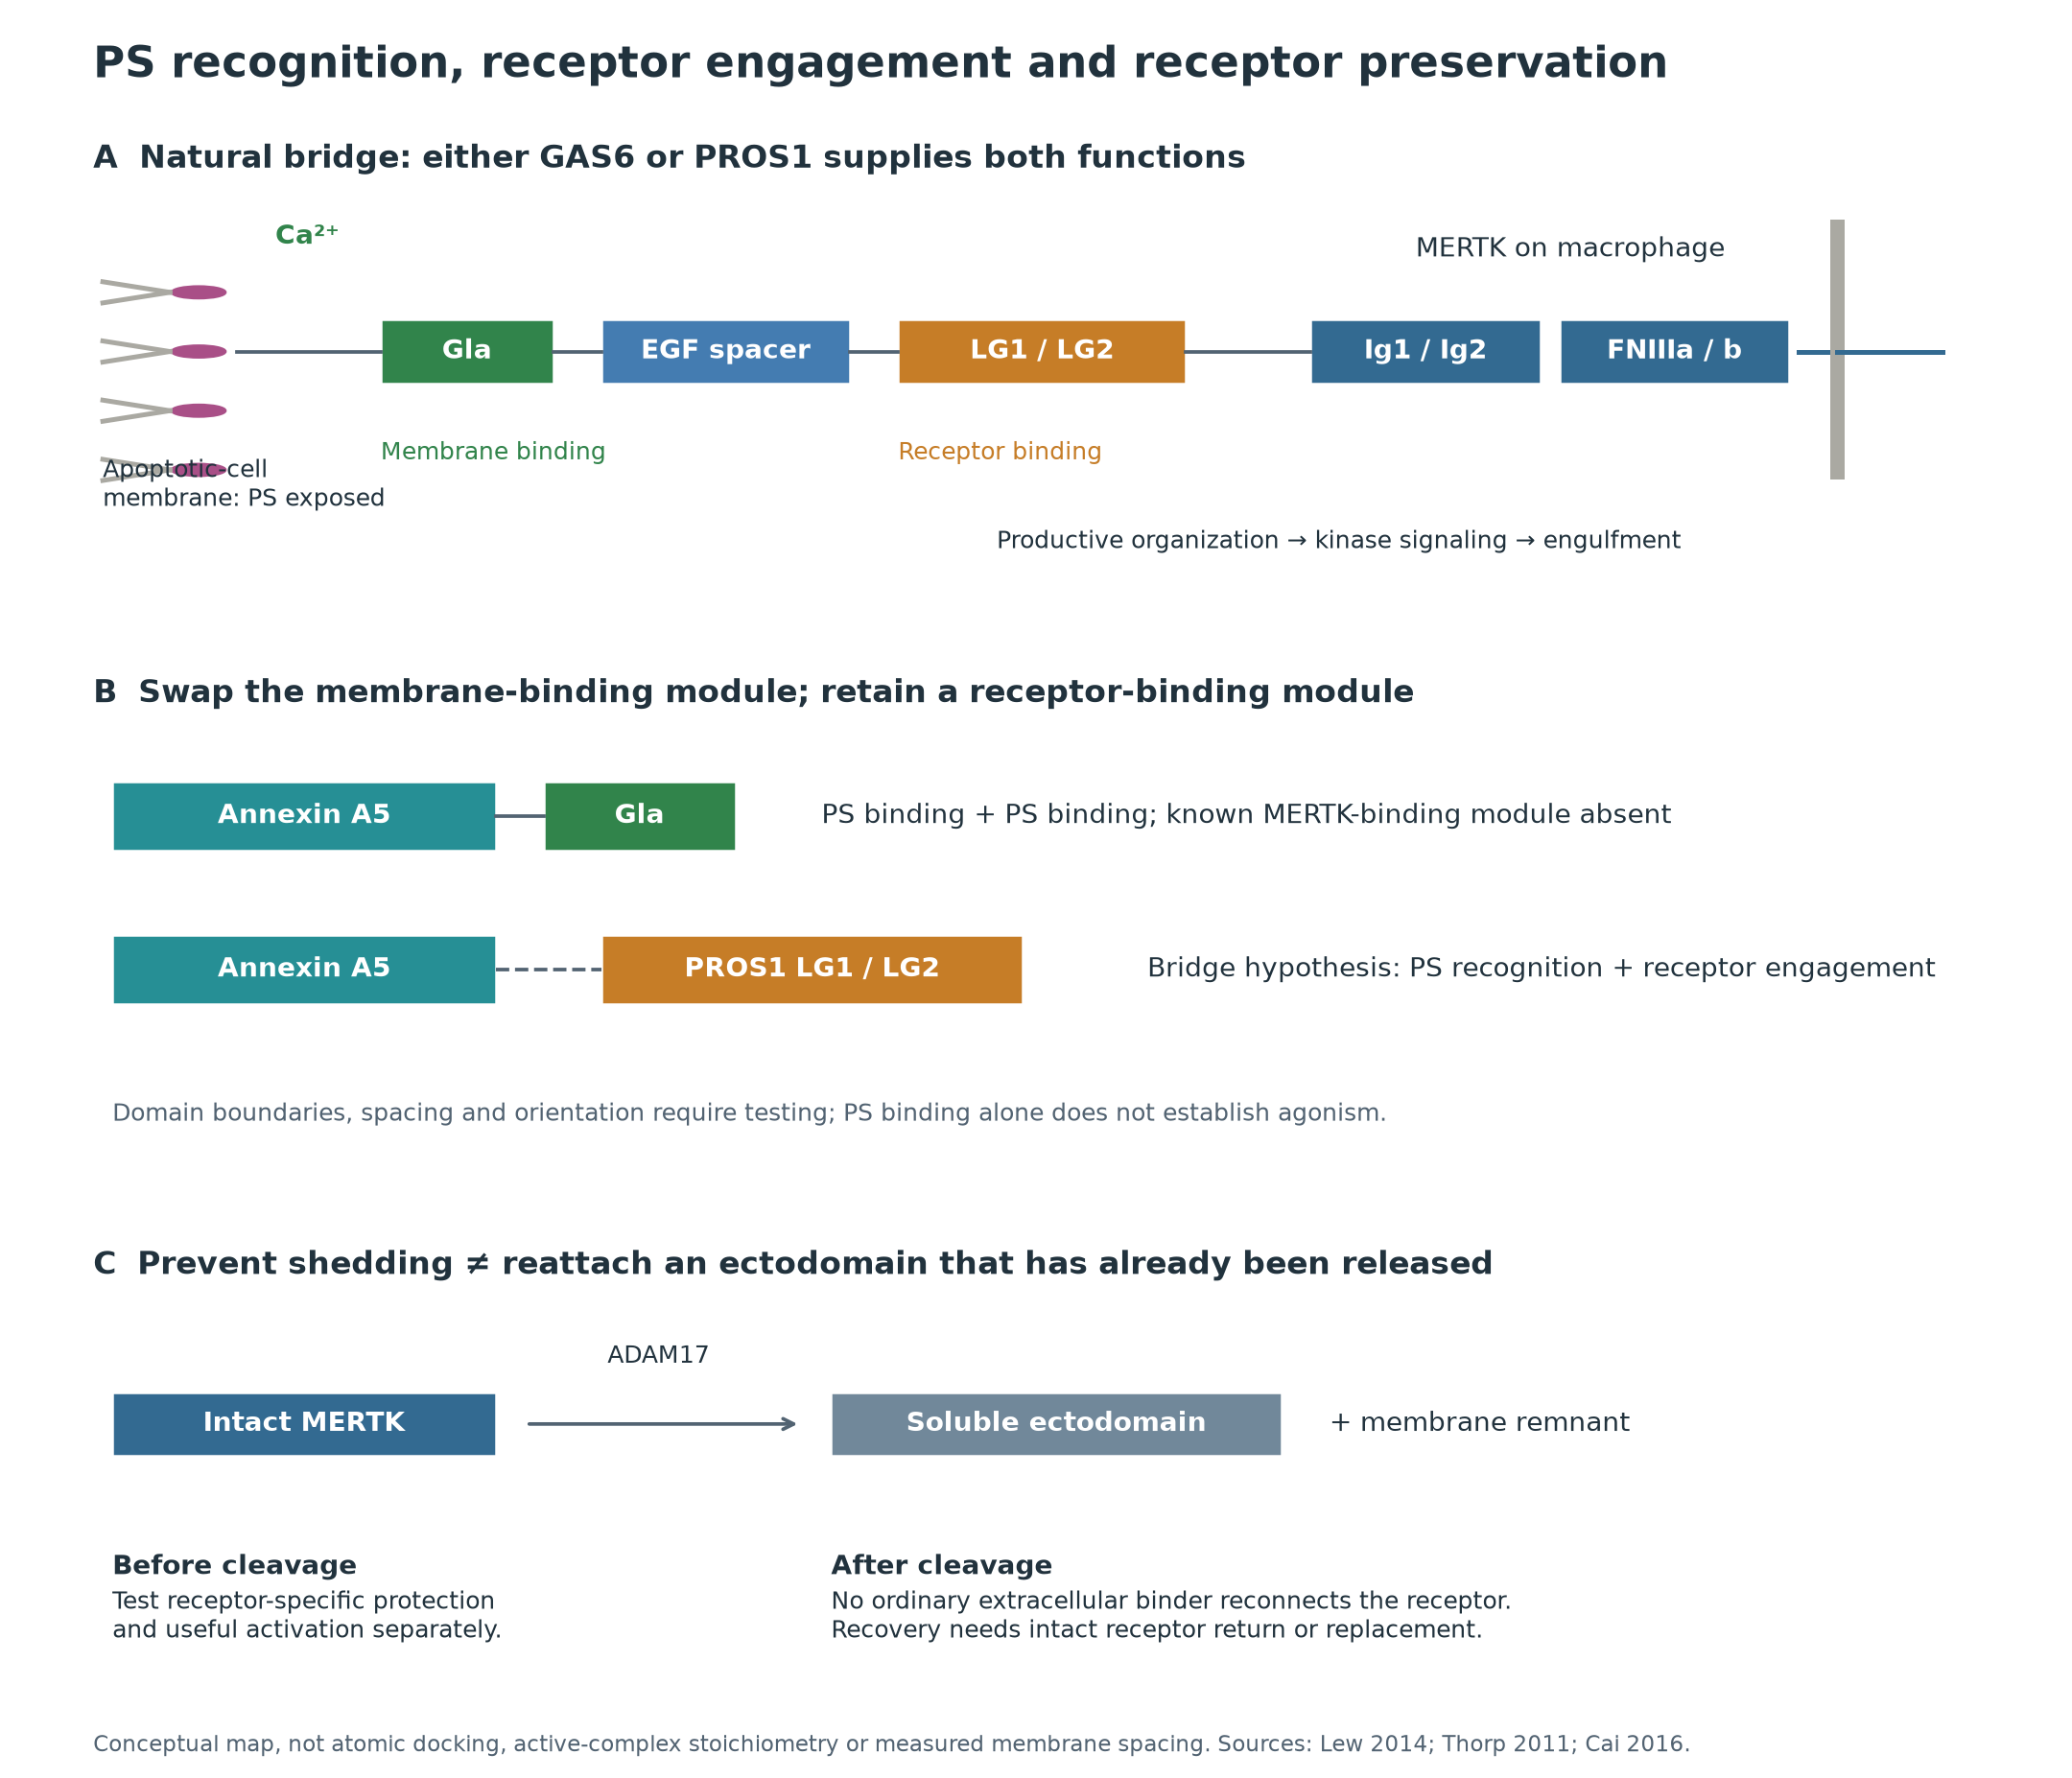 PS recognition, receptor engagement and receptor preservation
A Natural bridge: either GAS6 or PROS1 supplies both functions
Ca²⁺
MERTK on macrophage
Gla
EGF spacer
LG1 / LG2
Ig1 / Ig2
FNIIIa / b
Membrane binding
Receptor binding
Apoptotic-cell
membrane: PS exposed
Productive organization → kinase signaling → engulfment
B Swap the membrane-binding module; retain a receptor-binding module
Annexin A5
Gla
PS binding + PS binding; known MERTK-binding module absent
Annexin A5
PROS1 LG1 / LG2
Bridge hypothesis: PS recognition + receptor engagement
Domain boundaries, spacing and orientation require testing; PS binding alone does not establish agonism.
C Prevent shedding ≠ reattach an ectodomain that has already been released
ADAM17
Intact MERTK
Soluble ectodomain
+ membrane remnant
Before cleavage
Test receptor-specific protection
and useful activation separately.
After cleavage
No ordinary extracellular binder reconnects the receptor.
Recovery needs intact receptor return or replacement.
Conceptual map, not atomic docking, active-complex stoichiometry or measured membrane spacing. Sources: Lew 2014; Thorp 2011; Cai 2016.